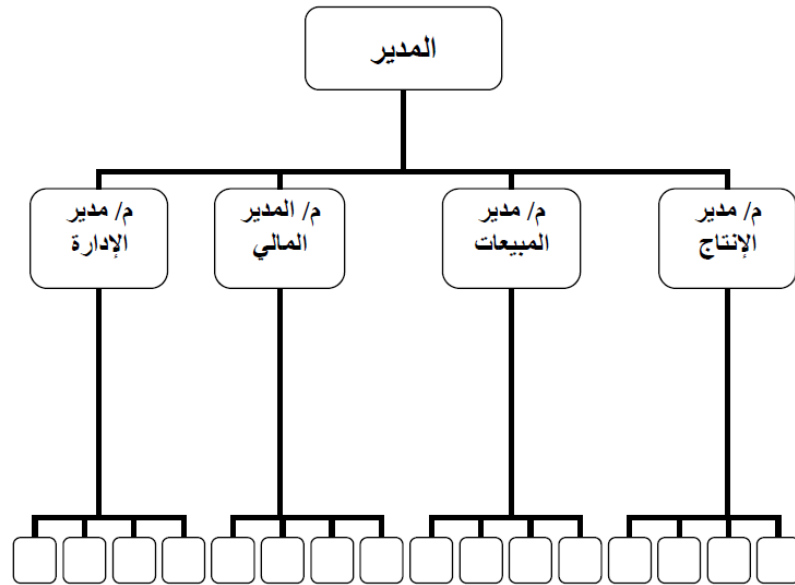 المدير
م/ مدير
الإنتاج
م/ مدير
المبيعات
م/ المدير
المالي
م/ مدير
الإدارة